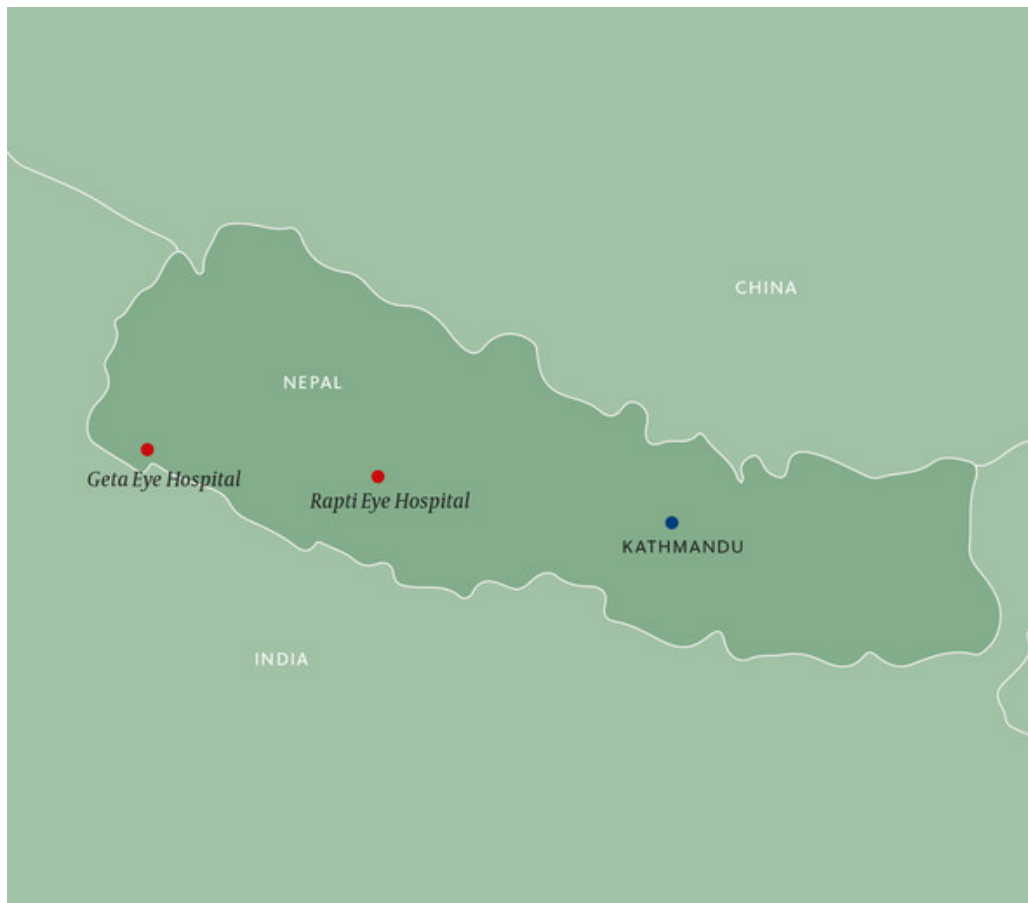 CHINA
NEPAL
Geta Eye Hospital
Rapti Eye Hospital
KATHMANDU
INDIA